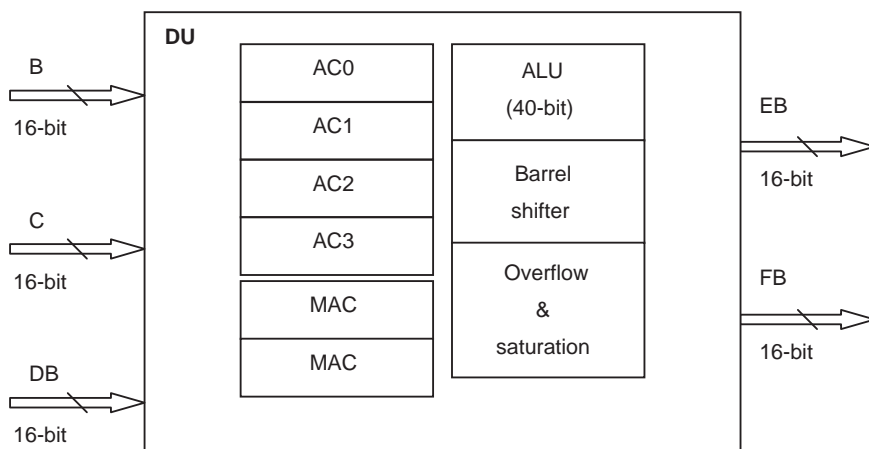 DU
B
16-bit
C
16-bit
DB
16-bit
AC0
AC1
AC2
AC3
MAC
MAC
ALU
(40-bit)
Barrel
shifter
Overflow
&
saturation
EB
16-bit
FB
16-bit